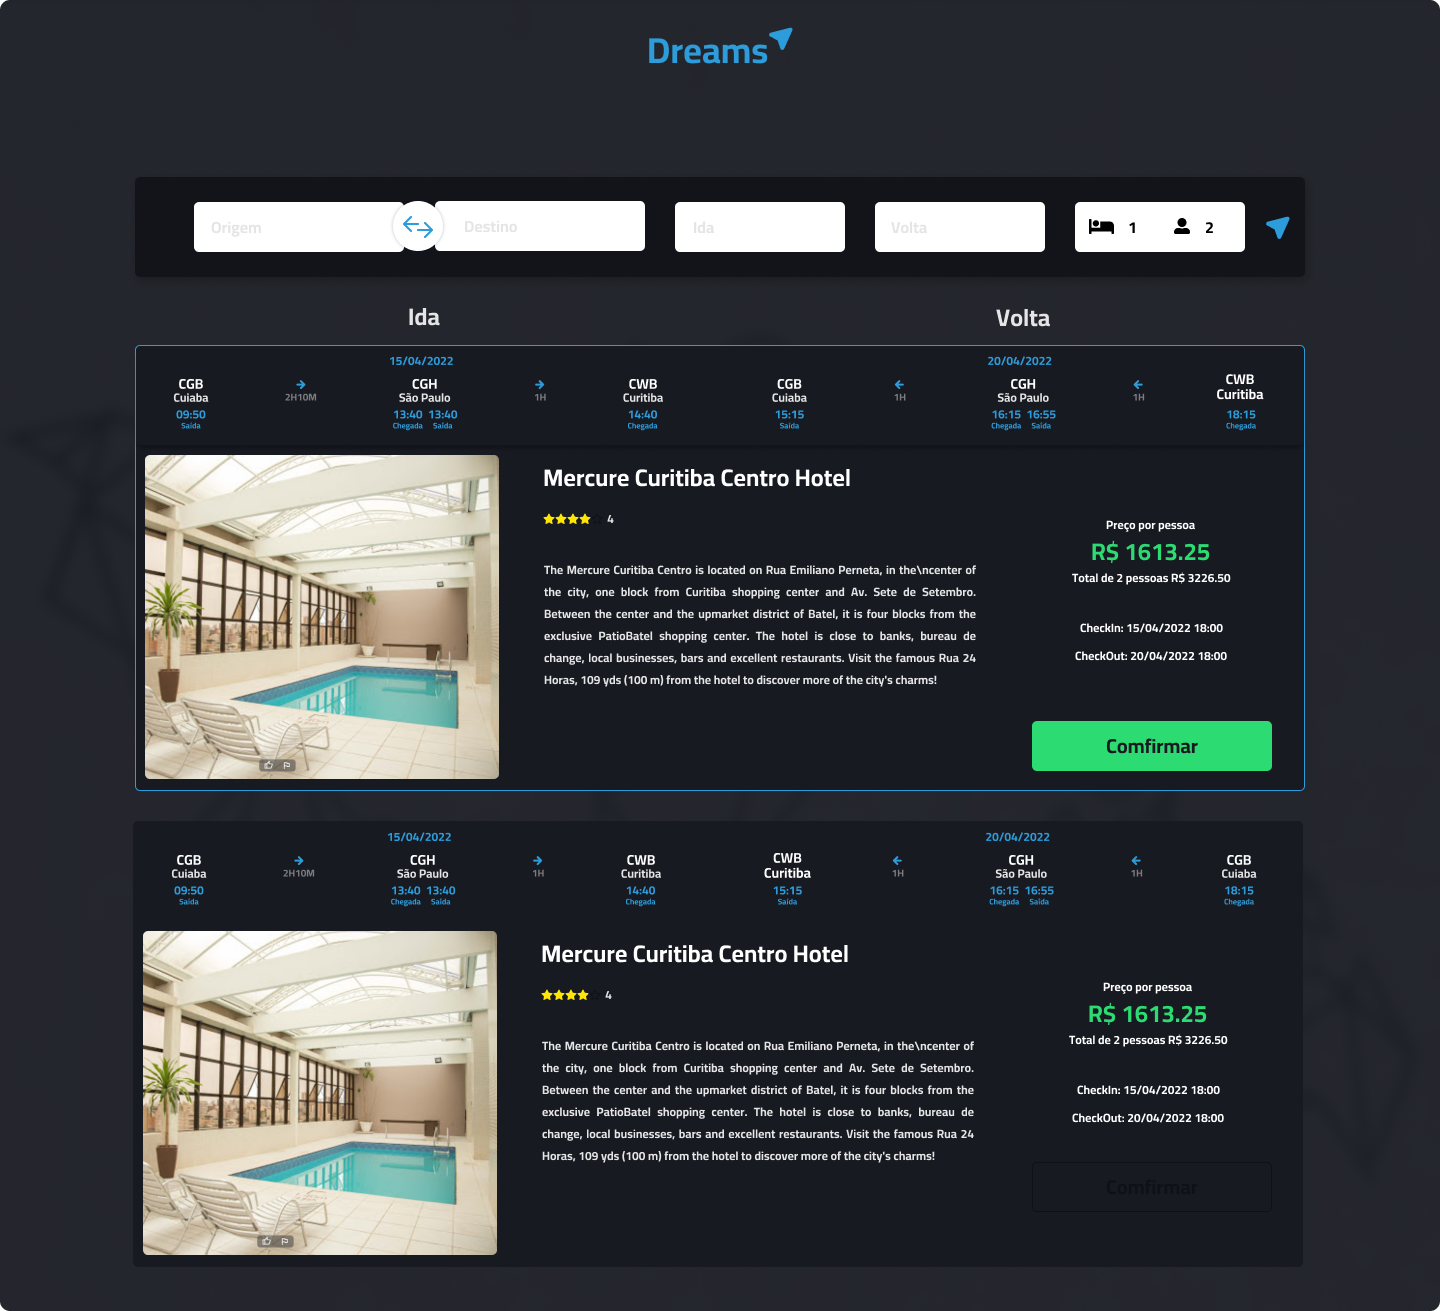 Dreams
Origem
Destino
Ida
Volta
1
2
Ida
Volta
15/04/2022
20/04/2022
CGB
Cuiaba
09:50
Saída
2H10M
CGH
São Paulo
13:40 13:40
Chegada Saída
1H
CWB
Curitiba
14:40
Chegada
CGB
Cuiaba
15:15
Saída
1H
CGH
São Paulo
16:15 16:55
Chegada Saída
1H
CWB
Curitiba
18:15
Chegada
Mercure Curitiba Centro Hotel
4
The Mercure Curitiba Centro is located on Rua Emiliano Perneta, in the\ncenter of
the city, one block from Curitiba shopping center and Av. Sete de Setembro.
Between the center and the upmarket district of Batel, it is four blocks from the
exclusive PatioBatel shopping center. The hotel is close to banks, bureau de
change, local businesses, bars and excellent restaurants. Visit the famous Rua 24
Horas, 109 yds (100 m) from the hotel to discover more of the city's charms!
Preço por pessoa
R$ 1613.25
Total de 2 pessoas R$ 3226.50
CheckIn: 15/04/2022 18:00
CheckOut: 20/04/2022 18:00
Comfirmar
15/04/2022
20/04/2022
CGB
Cuiaba
09:50
Saída
2H10M
CGH
São Paulo
13:40 13:40
Chegada Saída
1H
CWB
Curitiba
14:40
Chegada
CWB
Curitiba
15:15
Saída
1H
CGH
São Paulo
16:15 16:55
Chegada Saída
1H
CGB
Cuiaba
18:15
Chegada
Mercure Curitiba Centro Hotel
4
The Mercure Curitiba Centro is located on Rua Emiliano Perneta, in the\ncenter of
the city, one block from Curitiba shopping center and Av. Sete de Setembro.
Between the center and the upmarket district of Batel, it is four blocks from the
exclusive PatioBatel shopping center. The hotel is close to banks, bureau de
change, local businesses, bars and excellent restaurants. Visit the famous Rua 24
Horas, 109 yds (100 m) from the hotel to discover more of the city's charms!
Preço por pessoa
R$ 1613.25
Total de 2 pessoas R$ 3226.50
CheckIn: 15/04/2022 18:00
CheckOut: 20/04/2022 18:00
Comfirmar